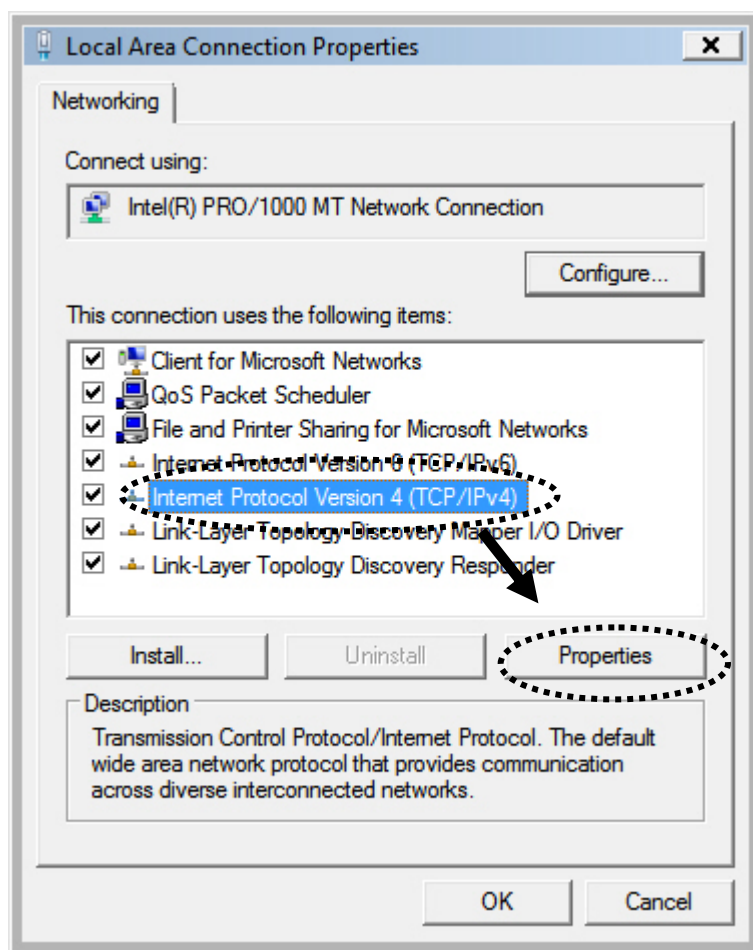 Local Area Connection Properties
Networking
Connect using:
Intel(R) PRO/1000 MT Network Connection
Configure...
This connection uses the following items:
Client for Microsoft Networks
QoS Packet Scheduler
File and Printer Sharing for Microsoft Networks
Internet Protocol Version 6 (TCP/IPv6)
Internet Protocol Version 4 (TCP/IPv4)
Link-Layer Topology Discovery Mapper I/O Driver
Link-Layer Topology Discovery Responder
Install... Uninstall Properties
Description
Transmission Control Protocol/Internet Protocol. The default
wide area network protocol that provides communication
across diverse interconnected networks.
OK Cancel